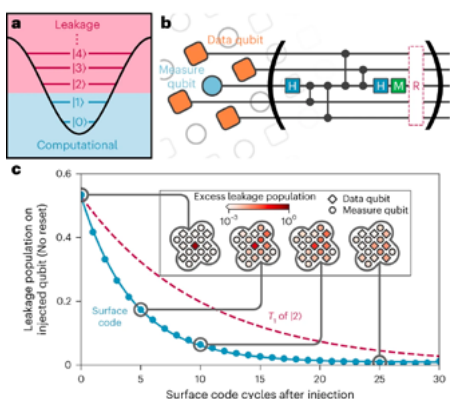 a
Leakage
⋮
|4⟩
|3⟩
|2⟩
|1⟩
|0⟩
Computational
b
Data qubit
Measure
qubit
H
H
M
R
c
Leakage population on
injected qubit (No reset)
0.6
0.4
0.2
0
Excess leakage population
10⁻³
10⁰
Data qubit
Measure qubit
Surface
code
T₁ of |2⟩
0
5
10
15
20
25
30
Surface code cycles after injection